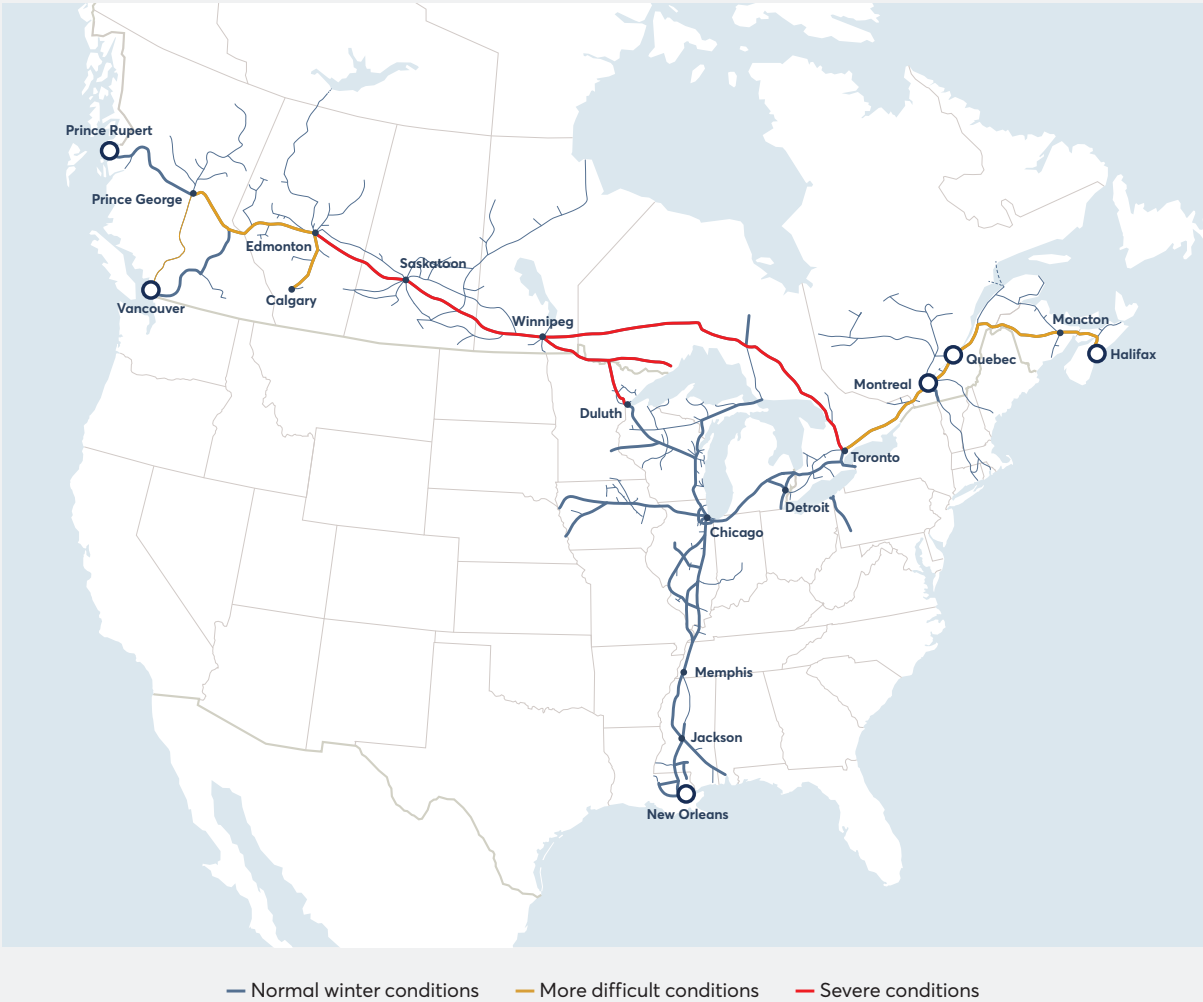 Prince Rupert
Prince George
Edmonton
Saskatoon
Calgary
Vancouver
Winnipeg
Moncton
Quebec
Halifax
Montreal
Duluth
Toronto
Detroit
Chicago
Memphis
Jackson
New Orleans
Normal winter conditions
More difficult conditions
Severe conditions